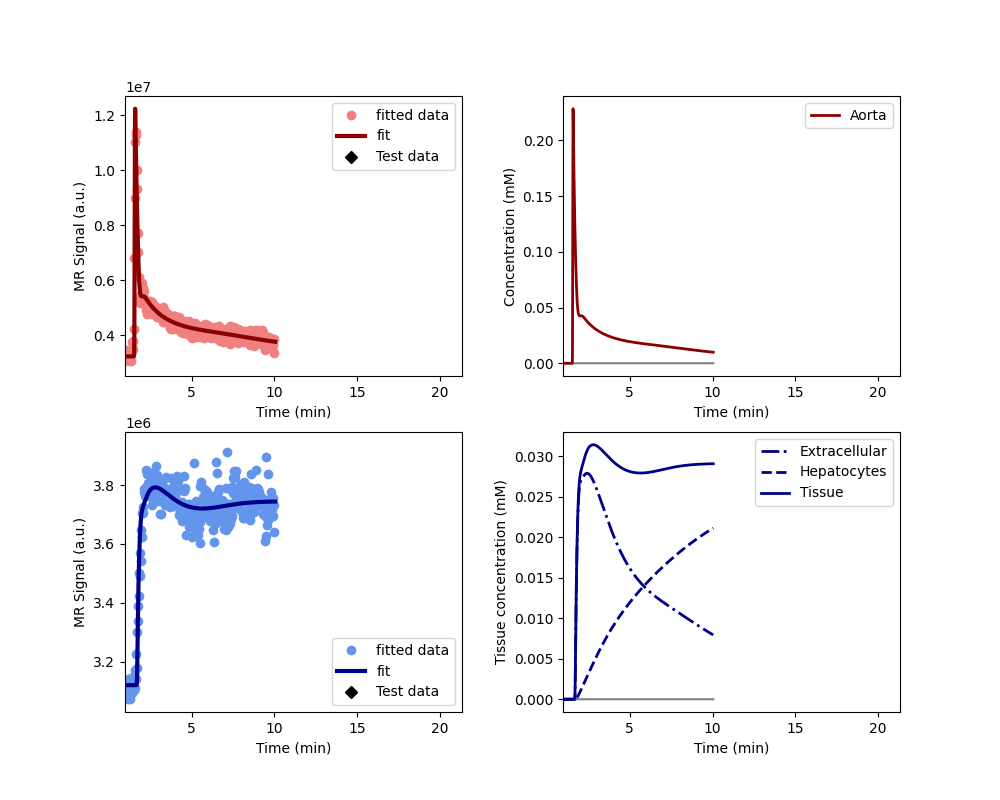 1e7
1.2
1.0
0.8
0.6
0.4
MR Signal (a.u.)
fitted data
fit
Test data
5
10
15
20
Time (min)
0.20
0.15
0.10
0.05
0.00
Concentration (mM)
Aorta
5
10
15
20
Time (min)
1e6
3.8
3.6
3.4
3.2
MR Signal (a.u.)
fitted data
fit
Test data
5
10
15
20
Time (min)
0.030
0.025
0.020
0.015
0.010
0.005
0.000
Tissue concentration (mM)
Extracellular
Hepatocytes
Tissue
5
10
15
20
Time (min)